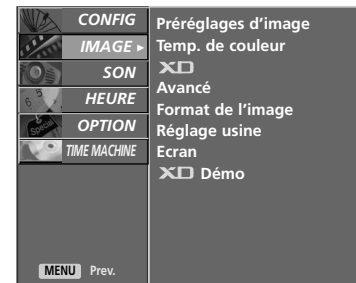 CONFIG
IMAGE ▶
SON
HEURE
OPTION
TIME MACHINE
MENU Prev.
Préréglages d'image
Temp. de couleur
XD
Avancé
Format de l'image
Réglage usine
Ecran
XD Démo